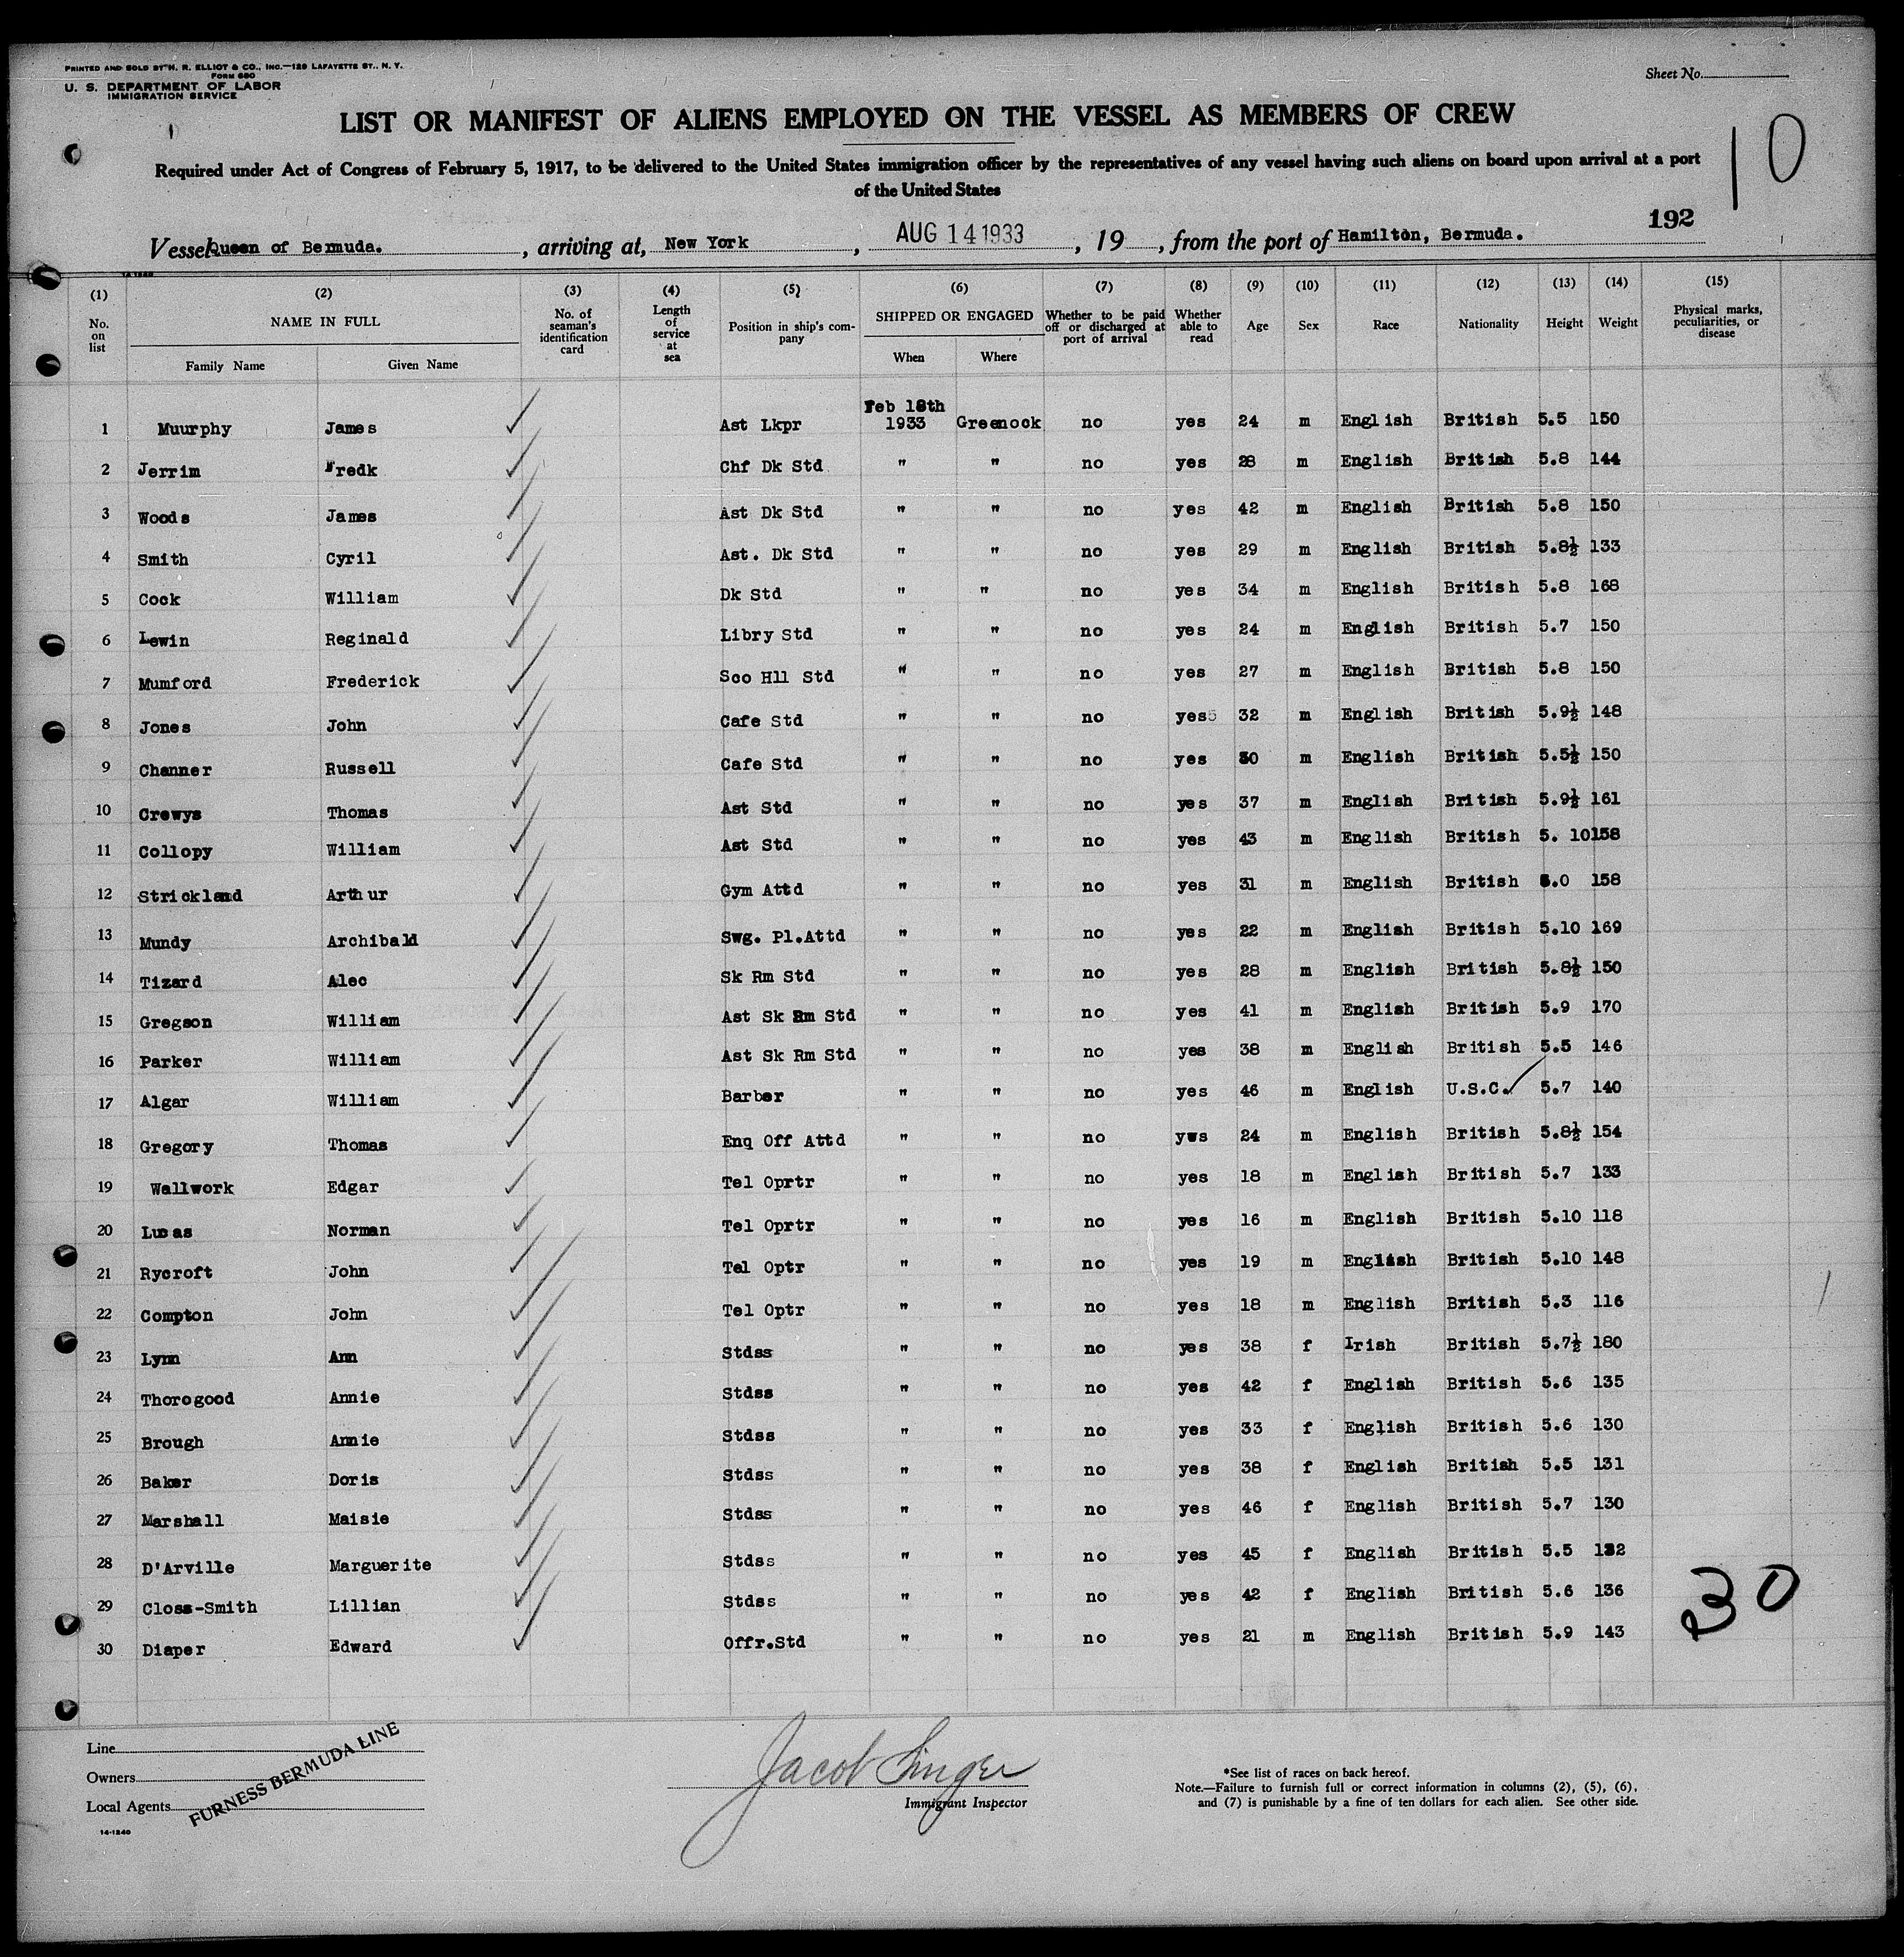 PRINTED AND SOLD BY H. R. ELLIOT & CO., INC.—129 LAFAYETTE ST., N. Y.
FORM 680
U. S. DEPARTMENT OF LABOR
IMMIGRATION SERVICE
Sheet No.
LIST OR MANIFEST OF ALIENS EMPLOYED ON THE VESSEL AS MEMBERS OF CREW
10
Required under Act of Congress of February 5, 1917, to be delivered to the United States immigration officer by the representatives of any vessel having such aliens on board upon arrival at a port
of the United States
192
Vessel Queen of Bermuda. , arriving at, New York , AUG 14 1933 , 19 , from the port of Hamilton, Bermuda.
14-1240
(1) (2) (3) (4) (5) (6) (7) (8) (9) (10) (11) (12) (13) (14) (15)
No. on list NAME IN FULL Family Name Given Name No. of seaman's identification card Length of service at sea Position in ship's company SHIPPED OR ENGAGED When Where Whether to be paid off or discharged at port of arrival Whether able to read Age Sex Race Nationality Height Weight Physical marks, peculiarities, or disease
1 Muurphy James Ast Lkpr Feb 18th 1933 Greenock no yes 24 m English British 5.5 150
2 Jerrim Fredk Chf Dk Std " " no yes 28 m English British 5.8 144
3 Woods James Ast Dk Std " " no yes 42 m English British 5.8 150
4 Smith Cyril Ast. Dk Std " " no yes 29 m English British 5.8½ 133
5 Cock William Dk Std " " no yes 34 m English British 5.8 168
6 Lewin Reginald Libry Std " " no yes 24 m English British 5.7 150
7 Mumford Frederick Sco Hll Std " " no yes 27 m English British 5.8 150
8 Jones John Cafe Std " " no yes 32 m English British 5.9½ 148
9 Channer Russell Cafe Std " " no yes 30 m English British 5.5½ 150
10 Crewys Thomas Ast Std " " no yes 37 m English British 5.9½ 161
11 Collopy William Ast Std " " no yes 43 m English British 5. 10 158
12 Strickland Arthur Gym Attd " " no yes 31 m English British 6.0 158
13 Mundy Archibald Swg. Pl.Attd " " no yes 22 m English British 5.10 169
14 Tizard Alec Sk Rm Std " " no yes 28 m English British 5.8½ 150
15 Gregson William Ast Sk Rm Std " " no yes 41 m English British 5.9 170
16 Parker William Ast Sk Rm Std " " no yes 38 m English British 5.5 146
17 Algar William Barber " " no yes 46 m English U.S.C. 5.7 140
18 Gregory Thomas Enq Off Attd " " no yws 24 m English British 5.8½ 154
19 Wallwork Edgar Tel Oprtr " " no yes 18 m English British 5.7 133
20 Lucas Norman Tel Oprtr " " no yes 16 m English British 5.10 118
21 Rycroft John Tel Optr " " no yes 19 m English British 5.10 148
22 Compton John Tel Optr " " no yes 18 m English British 5.3 116
23 Lynn Ann Stdss " " no yes 38 f Irish British 5.7½ 180
24 Thorogood Annie Stdss " " no yes 42 f English British 5.6 135
25 Brough Annie Stdss " " no yes 33 f English British 5.6 130
26 Baker Doris Stdss " " no yes 38 f English British 5.5 131
27 Marshall Maisie Stdss " " no yes 46 f English British 5.7 130
28 D'Arville Marguerite Stdss " " no yes 45 f English British 5.5 132
29 Closs-Smith Lillian Stdss " " no yes 42 f English British 5.6 136
30 Diaper Edward Offr.Std " " no yes 21 m English British 5.9 143
30
Line
Owners
Local Agents
FURNESS BERMUDA LINE
14-1240
Jacob Singer
Immigrant Inspector
*See list of races on back hereof.
Note.—Failure to furnish full or correct information in columns (2), (5), (6),
and (7) is punishable by a fine of ten dollars for each alien. See other side.